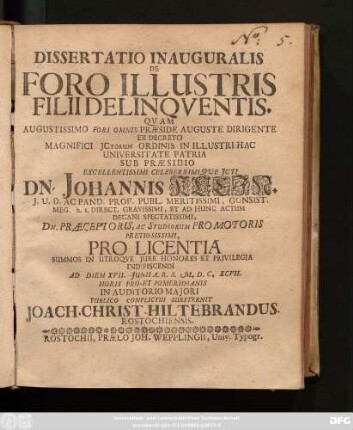 No. 5.
DISSERTATIO INAUGURALIS
DE
FORO ILLUSTRIS
FILII DELINQVENTIS.
QVAM
AUGUSTISSIMO FORI OMNIS PRÆSIDE AUGUSTE DIRIGENTE
EX DECRETO
MAGNIFICI JCTORUM ORDINIS IN ILLUSTRI HAC
UNIVERSITATE PATRIA
SUB PRÆSIDIO
EXCELLENTISSIMI CELEBERRIMIQUE JCTI
DN. JOHANNIS KLEIN.
J. U. D. AC PAND. PROF. PUBL. MERITISSIMI, CONSIST.
MEG. h. t. DIRECT. GRAVISSIMI, ET AD HUNC ACTUM
DECANI SPECTATISSIMI,
DN. PRÆCEPTORIS, AC STUDIORUM PROMOTORIS
PRETIOSISSIMI,
PRO LICENTIA
SUMMOS IN UTROQVE JURE HONORES ET PRIVILEGIA
INDIPISCENDI
AD DIEM XVII. JUNII A. R. S. M. D. C. XCVII.
HORIS PRO-ET POMERIDIANIS
IN AUDITORIO MAJORI
PUBLICO CONFLICTUI SUBSTERNIT
JOACH. CHRIST. HILTEBRANDUS.
ROSTOCHIENSIS.
ROSTOCHII, PRÆLO JOH. WEPPLINGII, Univ. Typogr.